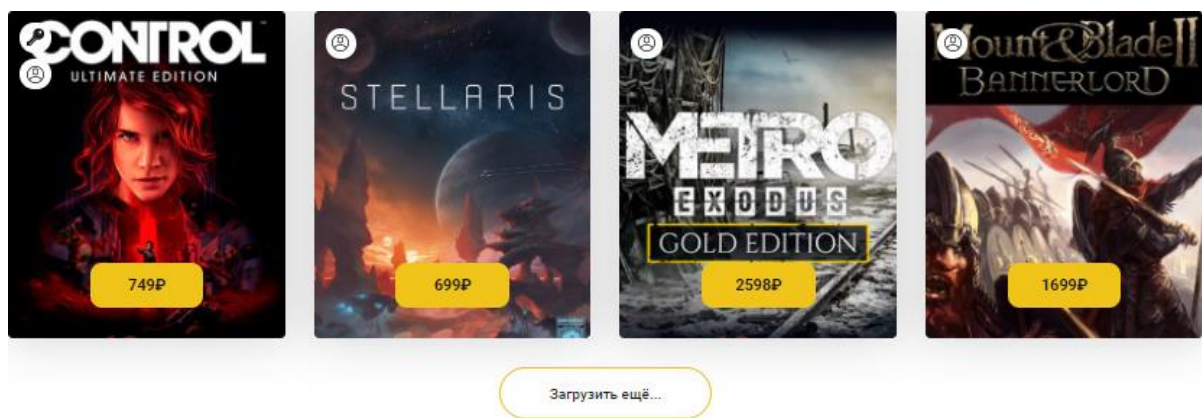 CONTROL
ULTIMATE EDITION
749₽
STELLARIS
699₽
METRO
EXODUS
GOLD EDITION
2598₽
Mount & Blade II
BANNERLORD
1699₽
Загрузить ещё...